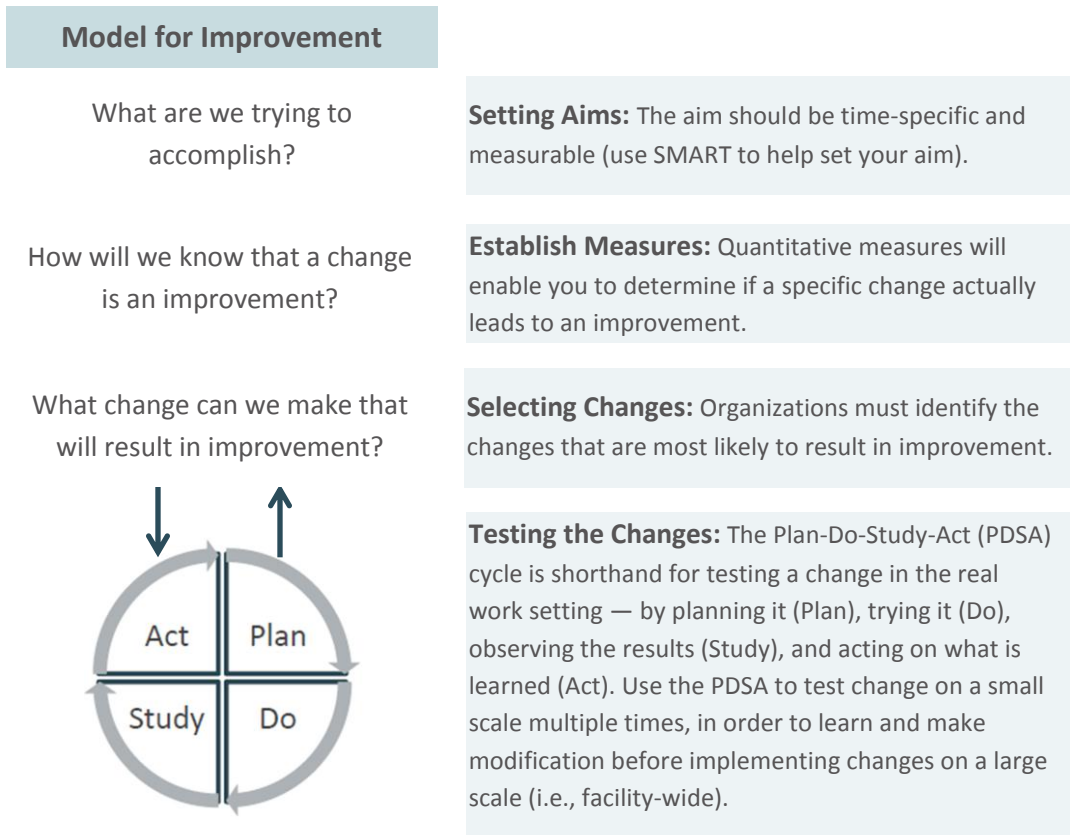 Model for Improvement
What are we trying to
accomplish?
Setting Aims: The aim should be time-specific and
measurable (use SMART to help set your aim).
How will we know that a change
is an improvement?
Establish Measures: Quantitative measures will
enable you to determine if a specific change actually
leads to an improvement.
What change can we make that
will result in improvement?
Selecting Changes: Organizations must identify the
changes that are most likely to result in improvement.
Act
Plan
Study
Do
Testing the Changes: The Plan-Do-Study-Act (PDSA)
cycle is shorthand for testing a change in the real
work setting — by planning it (Plan), trying it (Do),
observing the results (Study), and acting on what is
learned (Act). Use the PDSA to test change on a small
scale multiple times, in order to learn and make
modification before implementing changes on a large
scale (i.e., facility-wide).